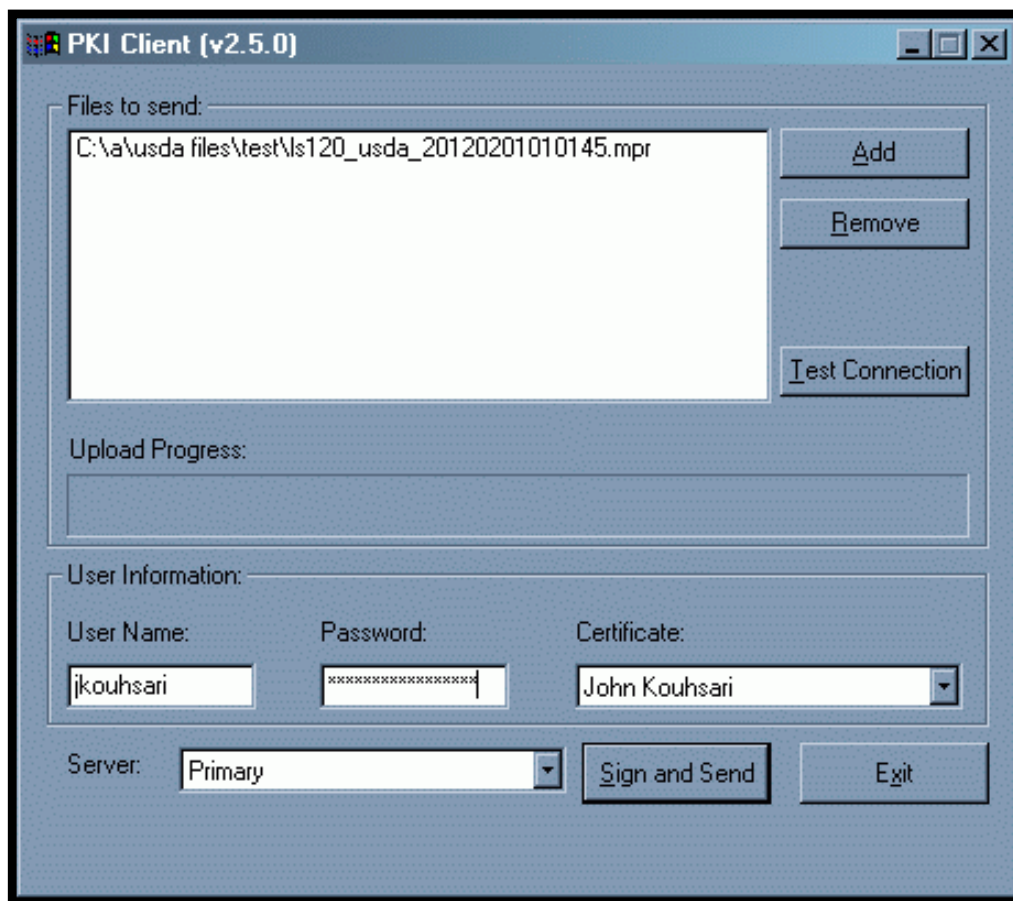 PKI Client (v2.5.0)
Files to send:
C:\a\usda files\test\ls120_usda_20120201010145.mpr
Add
Remove
Test Connection
Upload Progress:
User Information:
User Name: Password: Certificate:
jkouhsari ***************** John Kouhsari
Server: Primary Sign and Send Exit